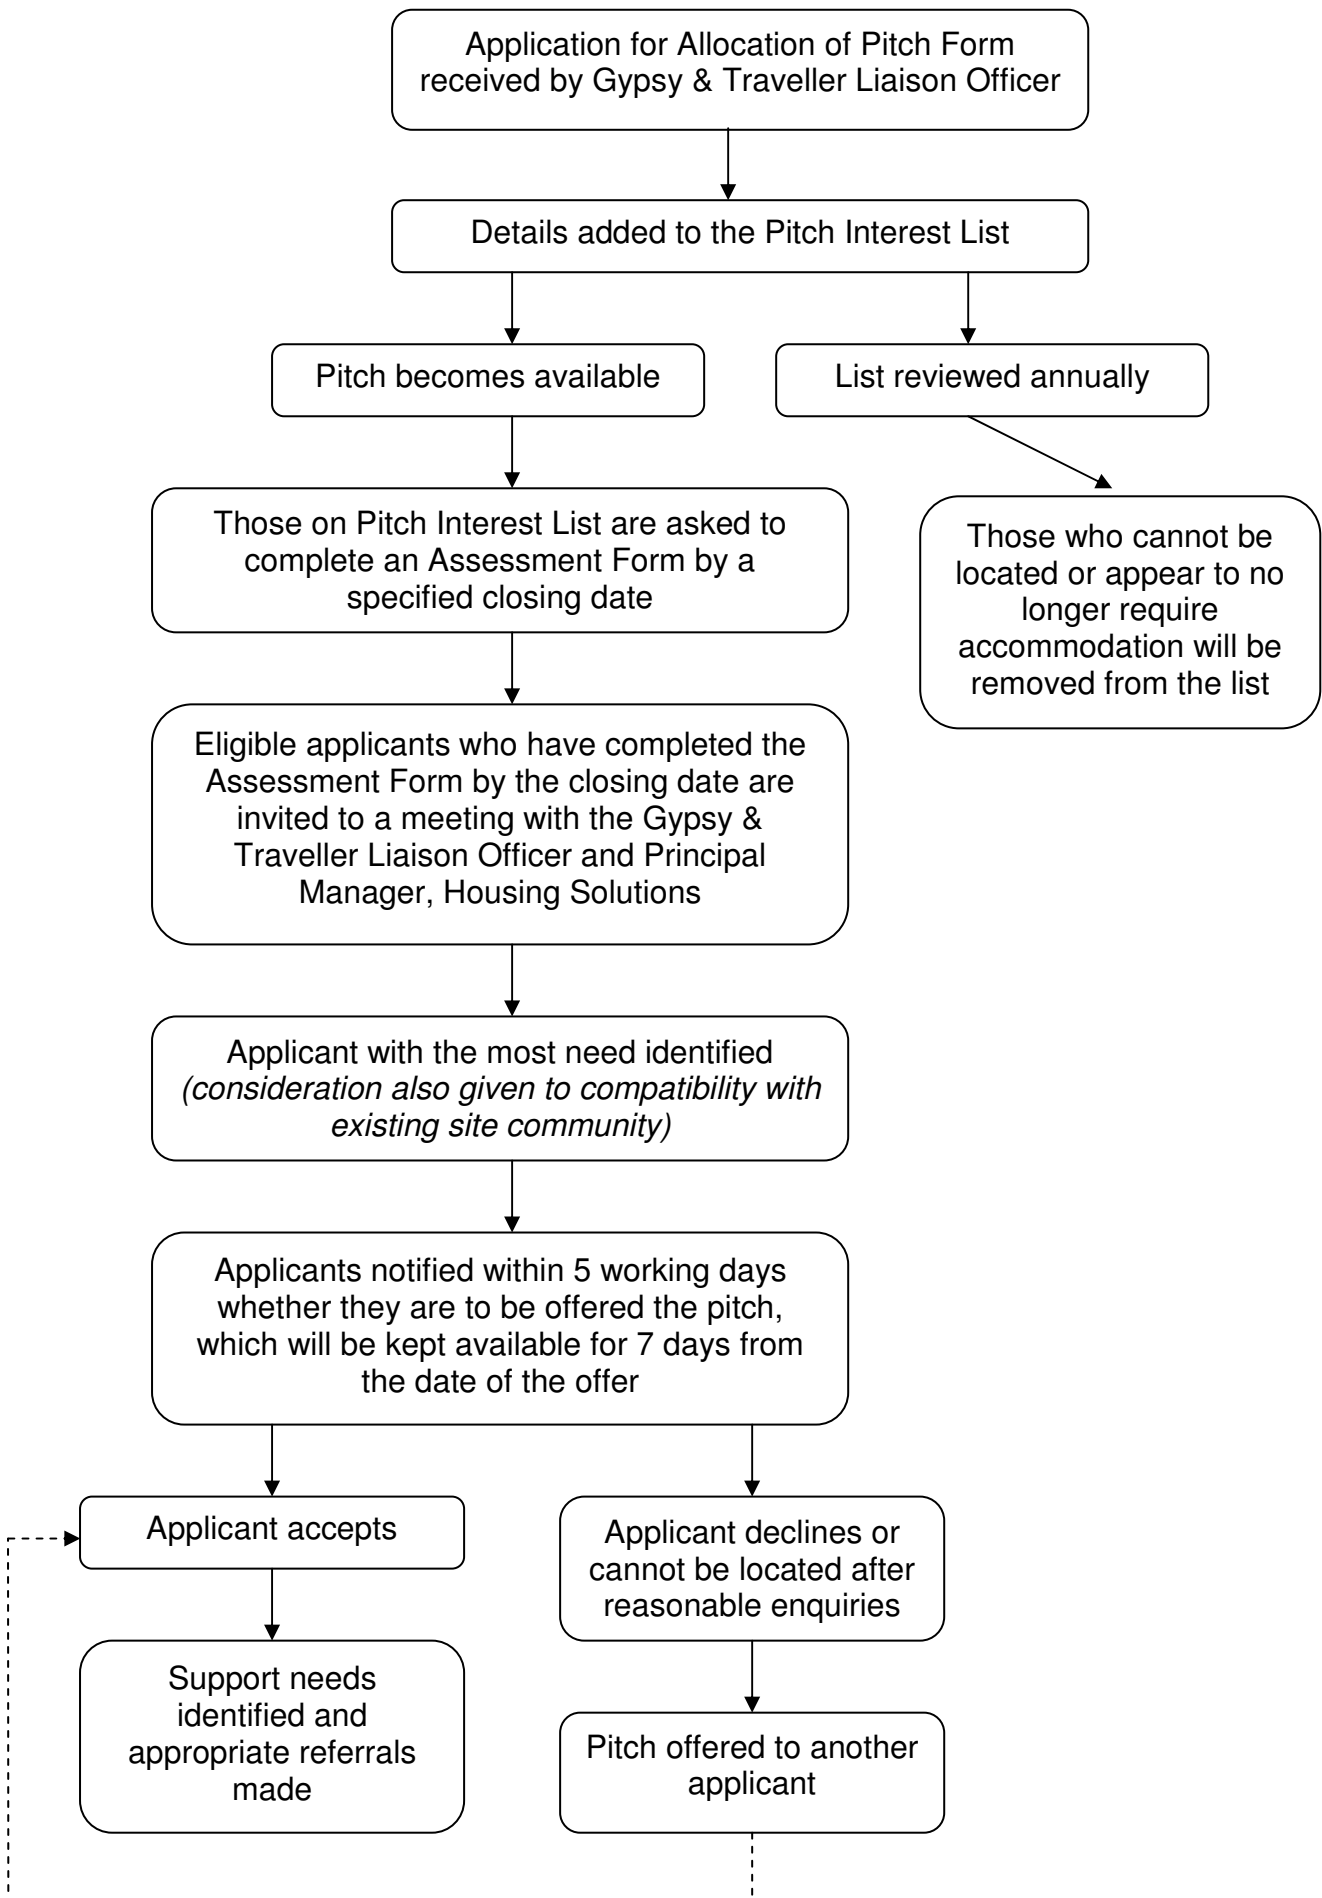 Application for Allocation of Pitch Form
received by Gypsy & Traveller Liaison Officer
Details added to the Pitch Interest List
Pitch becomes available
List reviewed annually
Those on Pitch Interest List are asked to
complete an Assessment Form by a
specified closing date
Those who cannot be
located or appear to no
longer require
accommodation will be
removed from the list
Eligible applicants who have completed the
Assessment Form by the closing date are
invited to a meeting with the Gypsy &
Traveller Liaison Officer and Principal
Manager, Housing Solutions
Applicant with the most need identified
(consideration also given to compatibility with
existing site community)
Applicants notified within 5 working days
whether they are to be offered the pitch,
which will be kept available for 7 days from
the date of the offer
Applicant accepts
Applicant declines or
cannot be located after
reasonable enquiries
Support needs
identified and
appropriate referrals
made
Pitch offered to another
applicant